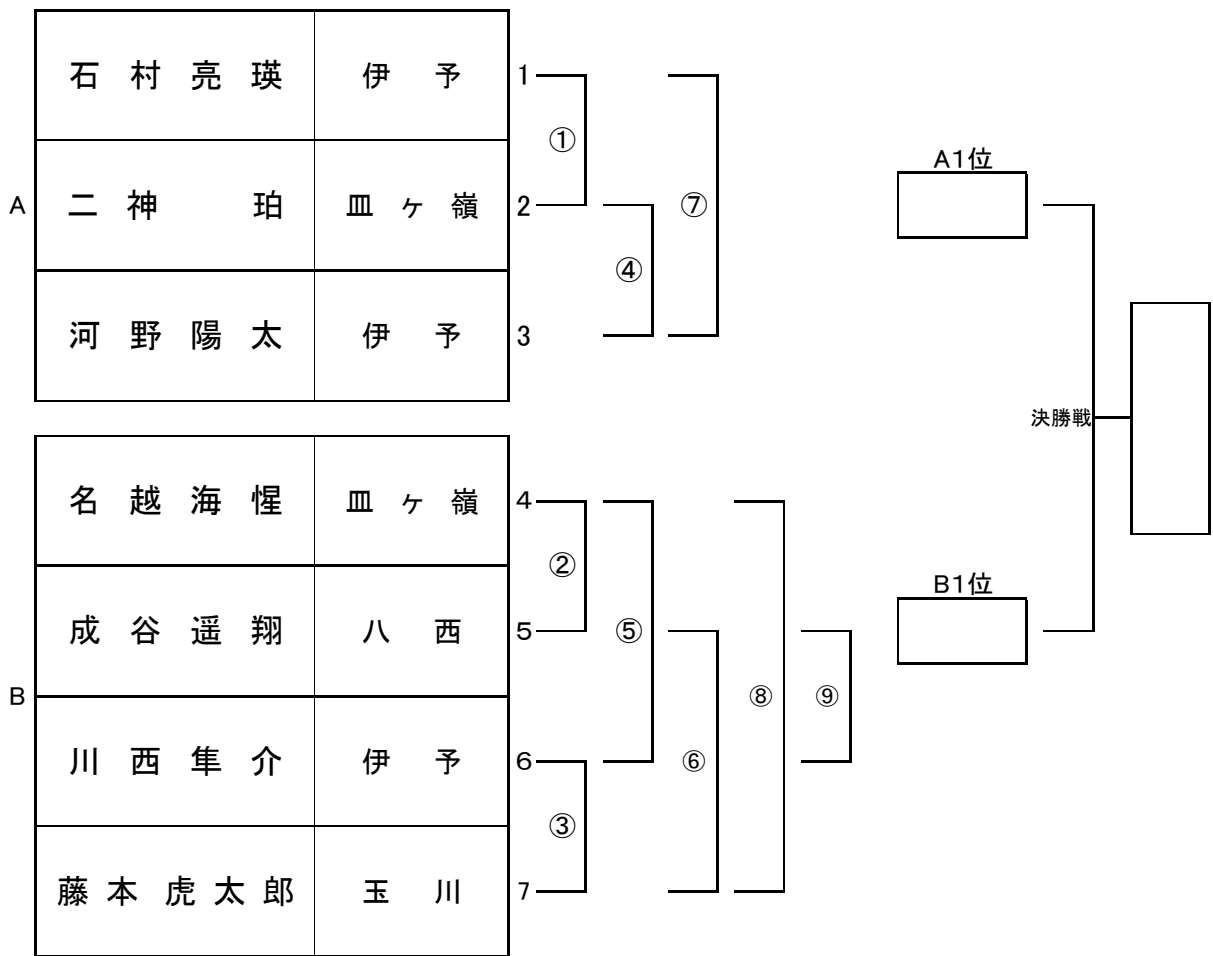 石村亮瑛 伊予 1
①
A1位
A 二神 珀 皿ヶ嶺 2 ⑦
④
河野陽太 伊予 3
決勝戦
名越海惺 皿ヶ嶺 4
②
B1位
成谷遥翔 八西 5 ⑤
B ⑧ ⑨
川西隼介 伊予 6 ⑥
③
藤本虎太郎 玉川 7